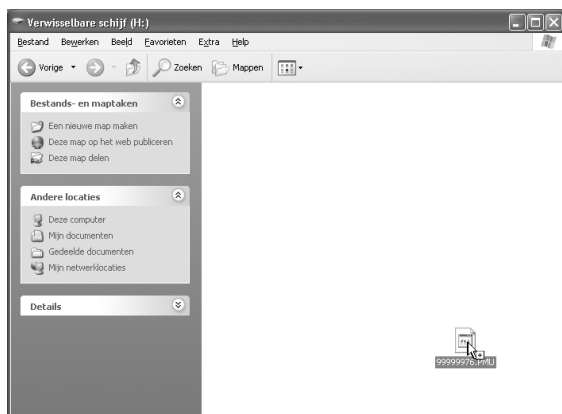 Verwisselbare schijf (H:)
Bestand Bewerken Beeld Favorieten Extra Help
Vorige Zoeken Mappen
Bestands- en maptaken
Een nieuwe map maken
Deze map op het web publiceren
Deze map delen
Andere locaties
Deze computer
Mijn documenten
Gedeelde documenten
Mijn netwerklocaties
Details
99999976.PMU